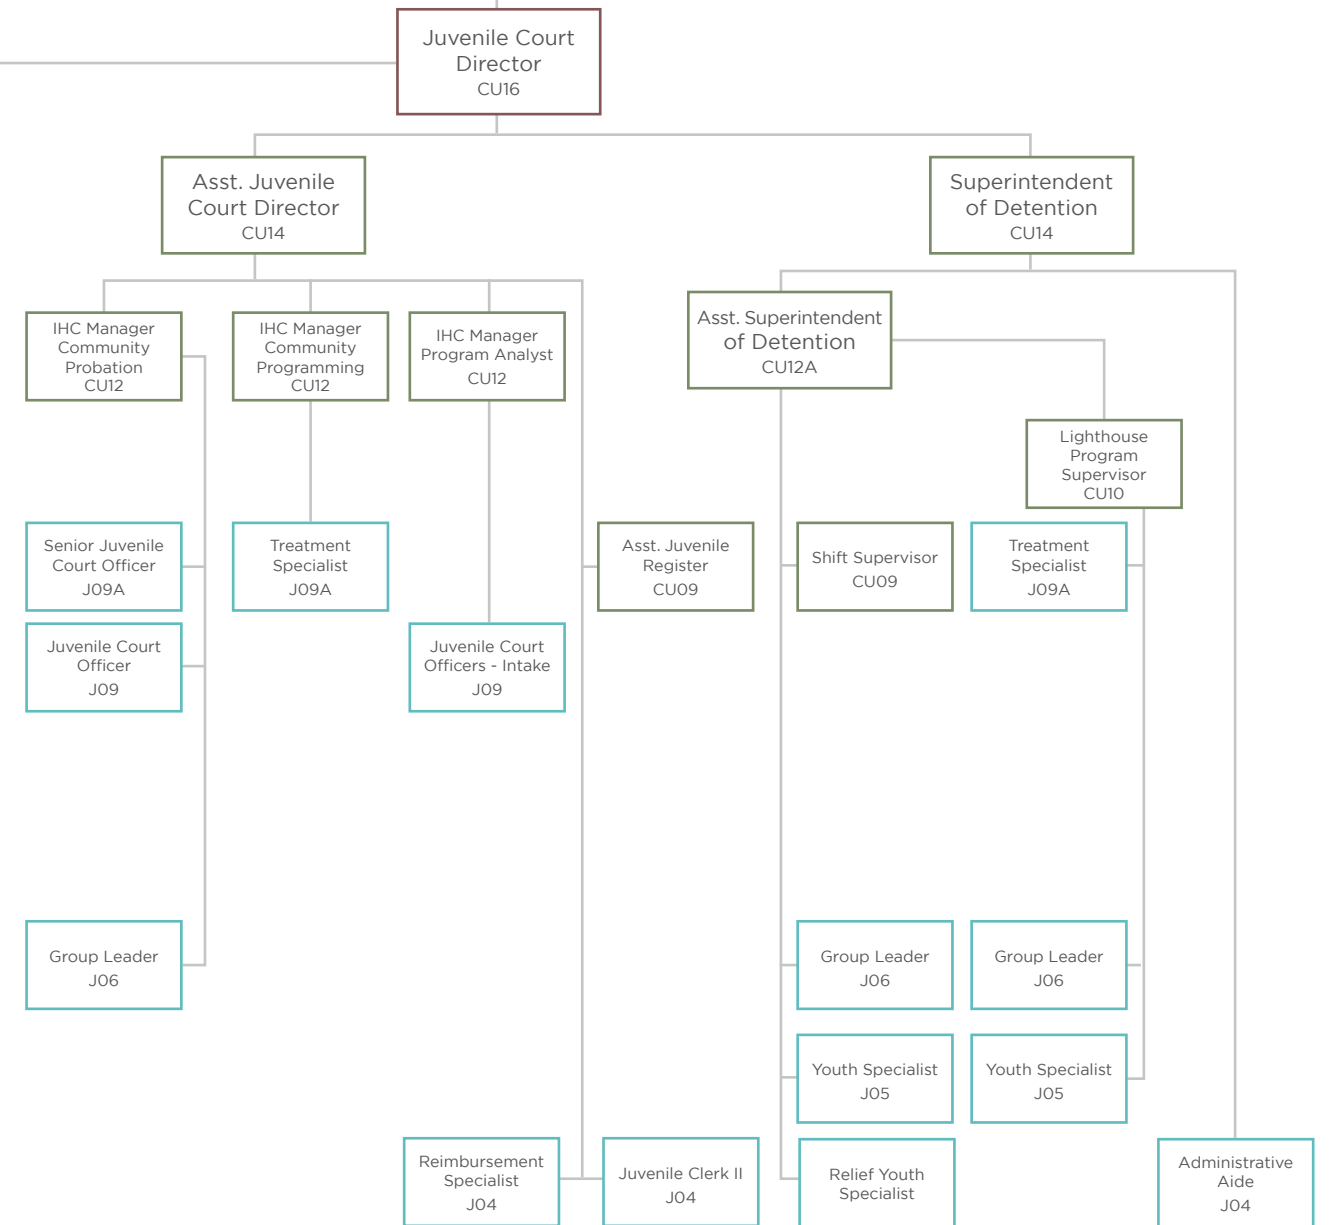 Juvenile Court
Director
CU16
Asst. Juvenile
Court Director
CU14
Superintendent
of Detention
CU14
IHC Manager
Community
Probation
CU12
IHC Manager
Community
Programming
CU12
IHC Manager
Program Analyst
CU12
Asst. Superintendent
of Detention
CU12A
Lighthouse
Program
Supervisor
CU10
Senior Juvenile
Court Officer
J09A
Treatment
Specialist
J09A
Asst. Juvenile
Register
CU09
Shift Supervisor
CU09
Treatment
Specialist
J09A
Juvenile Court
Officer
J09
Juvenile Court
Officers - Intake
J09
Group Leader
J06
Group Leader
J06
Group Leader
J06
Youth Specialist
J05
Youth Specialist
J05
Reimbursement
Specialist
J04
Juvenile Clerk II
J04
Relief Youth
Specialist
Administrative
Aide
J04